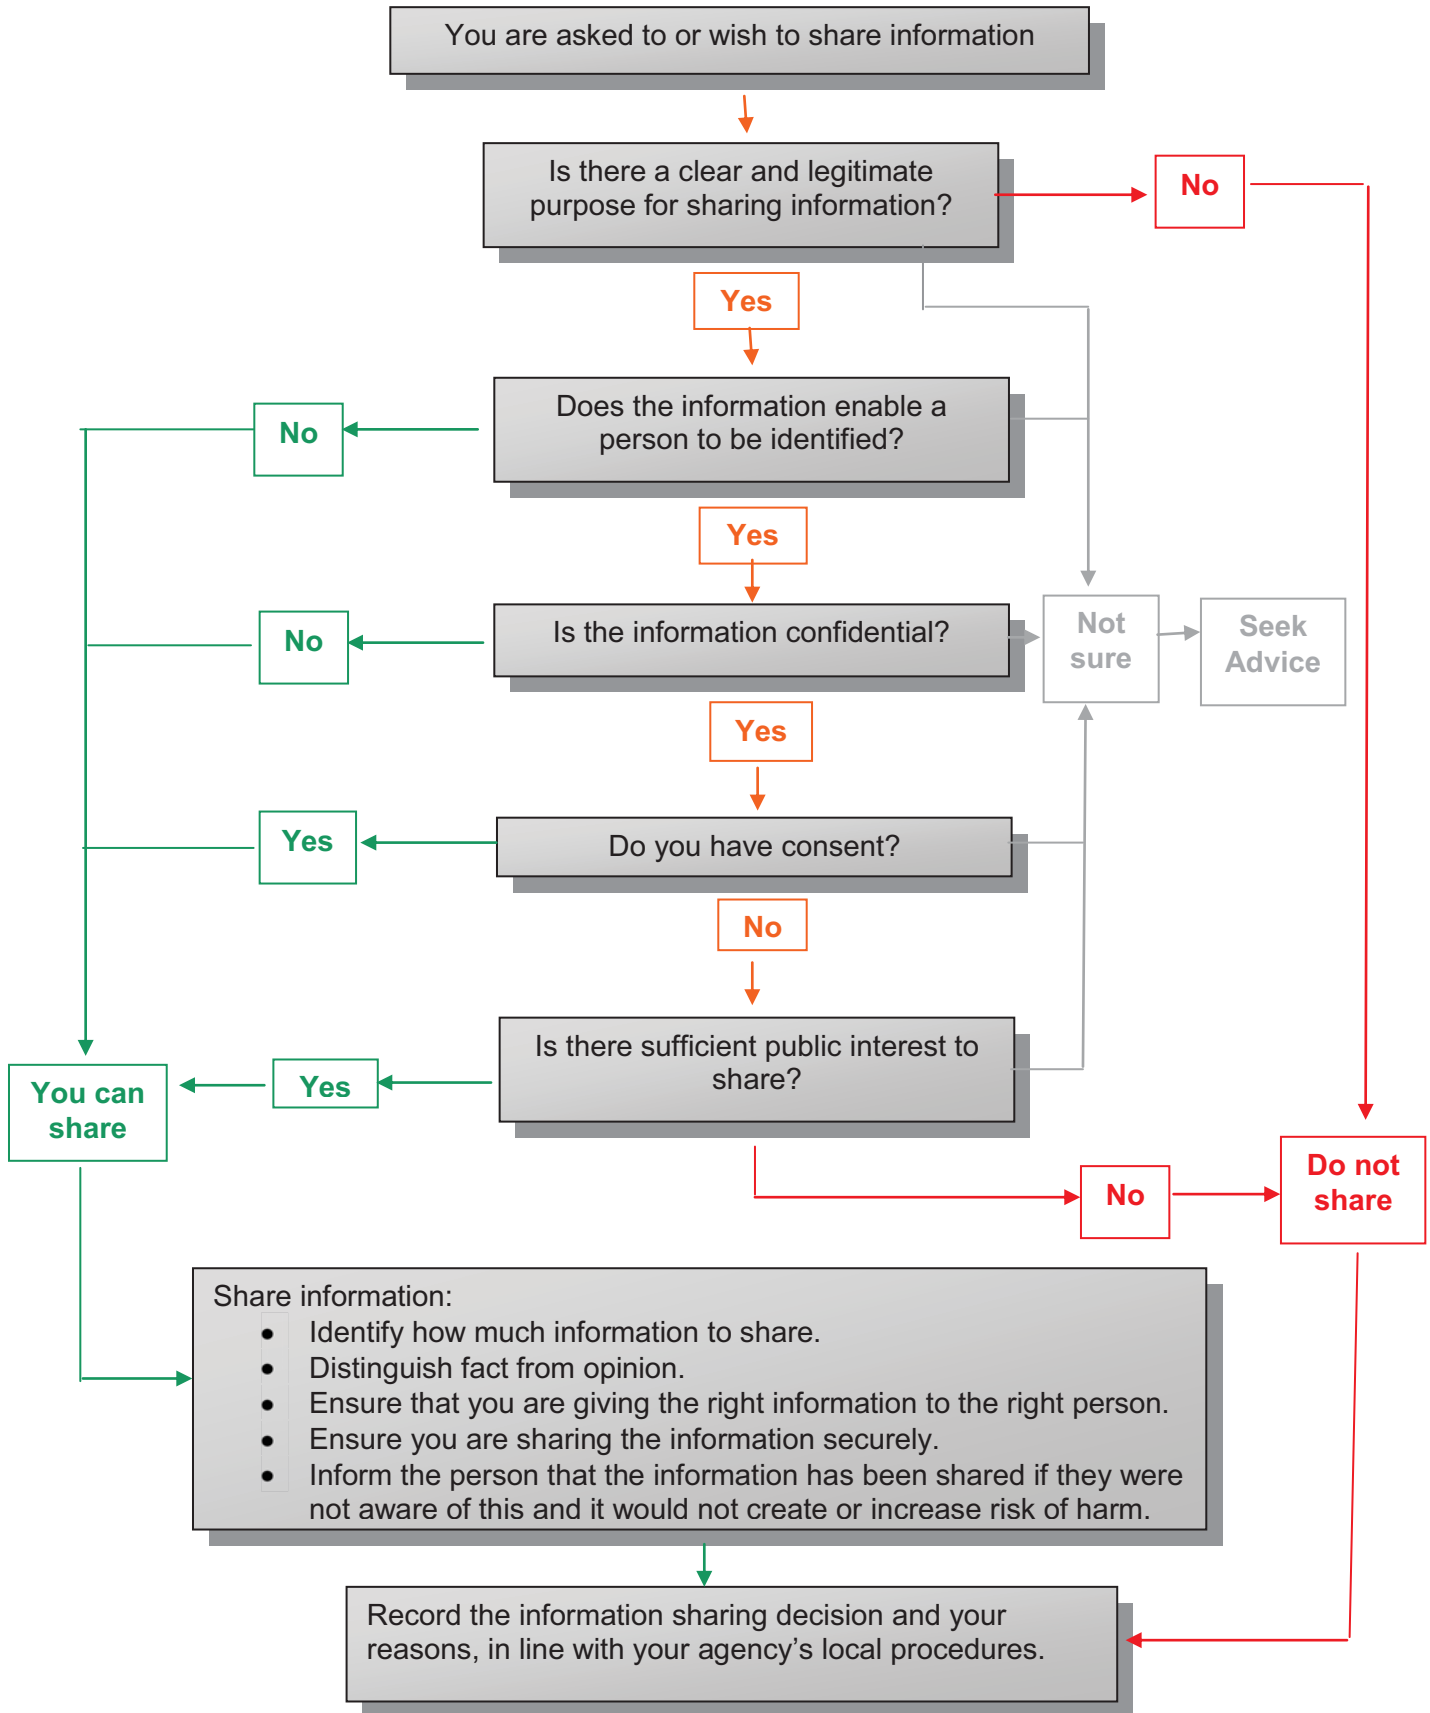 You are asked to or wish to share information
Is there a clear and legitimate
purpose for sharing information?
No
Yes
Does the information enable a
person to be identified?
No
Yes
Is the information confidential?
No
Not
sure
Seek
Advice
Yes
Do you have consent?
Yes
No
Is there sufficient public interest to
share?
Yes
You can
share
No
Do not
share
Share information:
• Identify how much information to share.
• Distinguish fact from opinion.
• Ensure that you are giving the right information to the right person.
• Ensure you are sharing the information securely.
• Inform the person that the information has been shared if they were
not aware of this and it would not create or increase risk of harm.
Record the information sharing decision and your
reasons, in line with your agency’s local procedures.